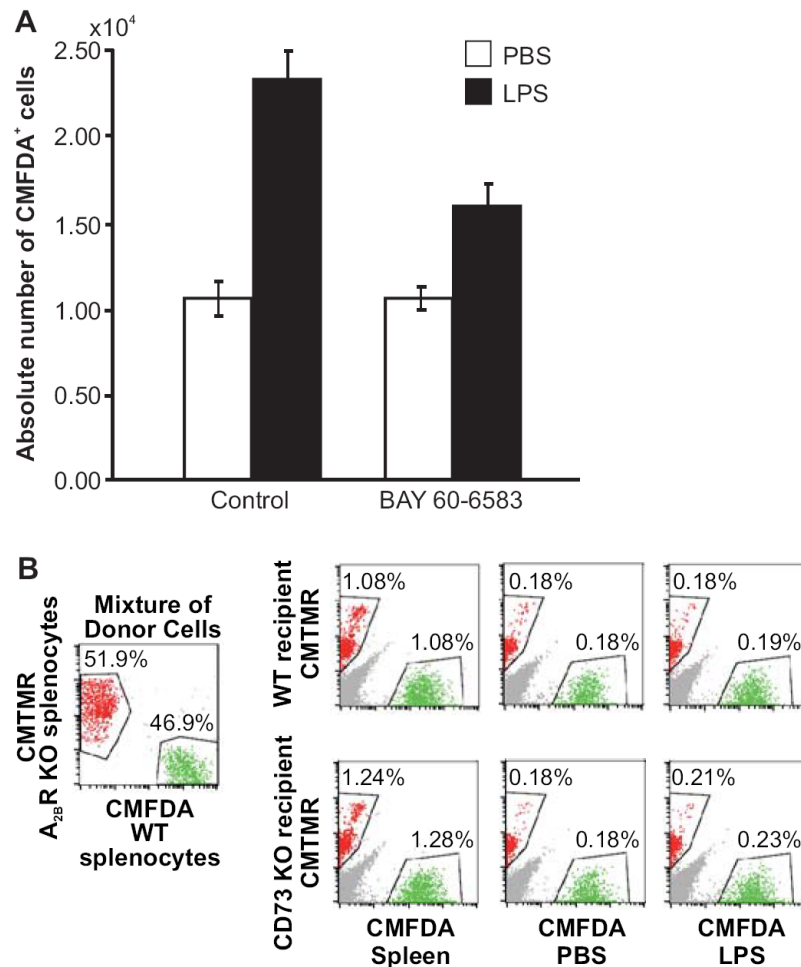 A
x10⁴
2.50
2.00
1.50
1.00
0.50
0.00
Absolute number of CMFDA⁺ cells
PBS
LPS
Control
BAY 60-6583
B
Mixture of
Donor Cells
51.9%
46.9%
CMTMR
A₂BR KO splenocytes
CMFDA
WT
splenocytes
WT recipient
CMTMR
1.08%
1.08%
0.18%
0.18%
0.18%
0.19%
CD73 KO recipient
CMTMR
1.24%
1.28%
0.18%
0.18%
0.21%
0.23%
CMFDA
Spleen
CMFDA
PBS
CMFDA
LPS